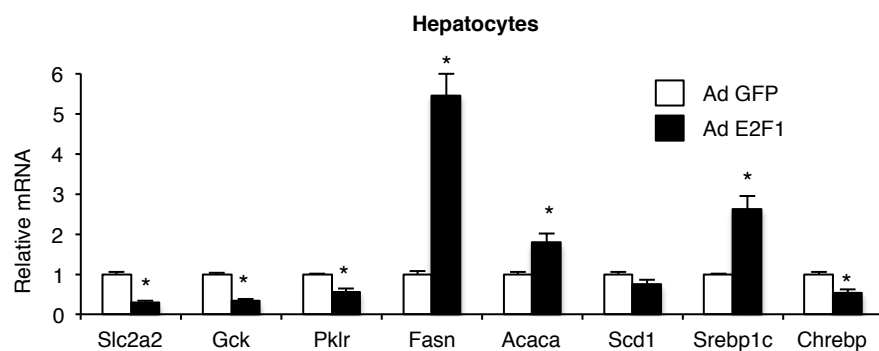 Hepatocytes
Relative mRNA
6
5
4
3
2
1
0
Ad GFP
Ad E2F1
*
*
*
*
*
*
*
Slc2a2 Gck Pklr Fasn Acaca Scd1 Srebp1c Chrebp